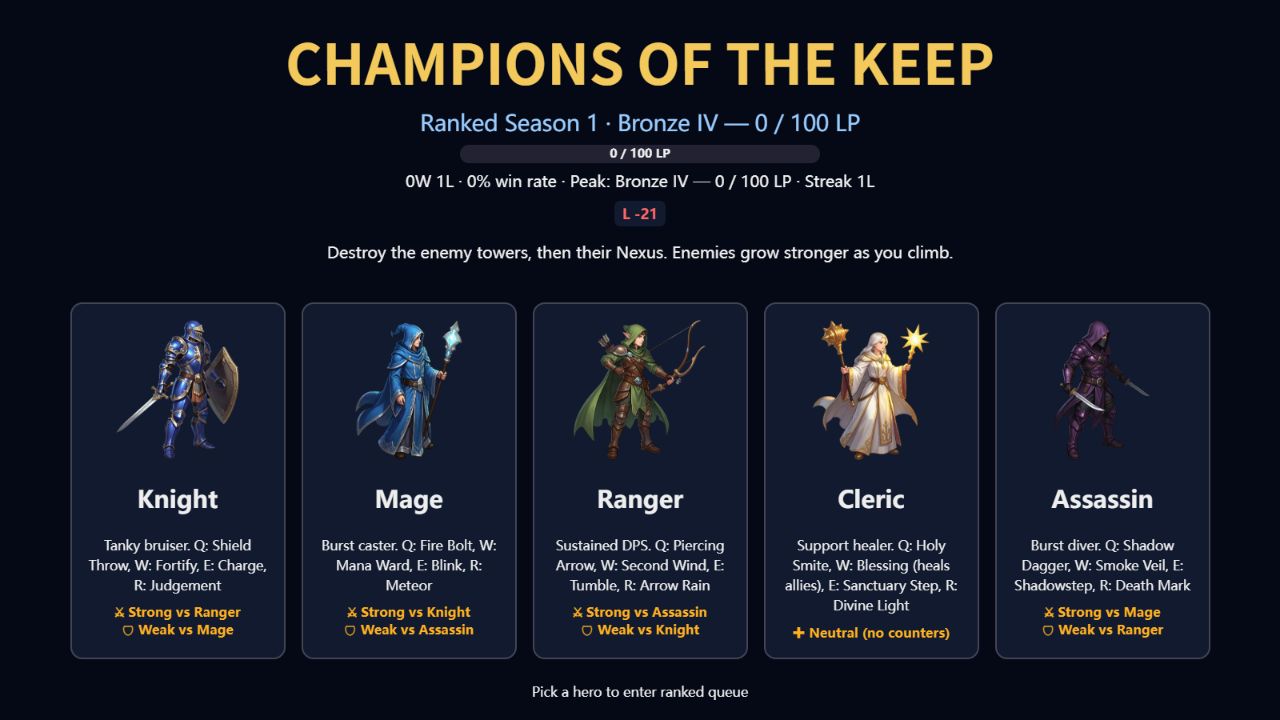 CHAMPIONS OF THE KEEP
Ranked Season 1 · Bronze IV — 0 / 100 LP
0 / 100 LP
0W 1L · 0% win rate · Peak: Bronze IV — 0 / 100 LP · Streak 1L
L -21
Destroy the enemy towers, then their Nexus. Enemies grow stronger as you climb.
Knight
Tanky bruiser. Q: Shield
Throw, W: Fortify, E: Charge,
R: Judgement
⚔ Strong vs Ranger
🛡 Weak vs Mage
Mage
Burst caster. Q: Fire Bolt, W:
Mana Ward, E: Blink, R:
Meteor
⚔ Strong vs Knight
🛡 Weak vs Assassin
Ranger
Sustained DPS. Q: Piercing
Arrow, W: Second Wind, E:
Tumble, R: Arrow Rain
⚔ Strong vs Assassin
🛡 Weak vs Knight
Cleric
Support healer. Q: Holy
Smite, W: Blessing (heals
allies), E: Sanctuary Step, R:
Divine Light
✚ Neutral (no counters)
Assassin
Burst diver. Q: Shadow
Dagger, W: Smoke Veil, E:
Shadowstep, R: Death Mark
⚔ Strong vs Mage
🛡 Weak vs Ranger
Pick a hero to enter ranked queue